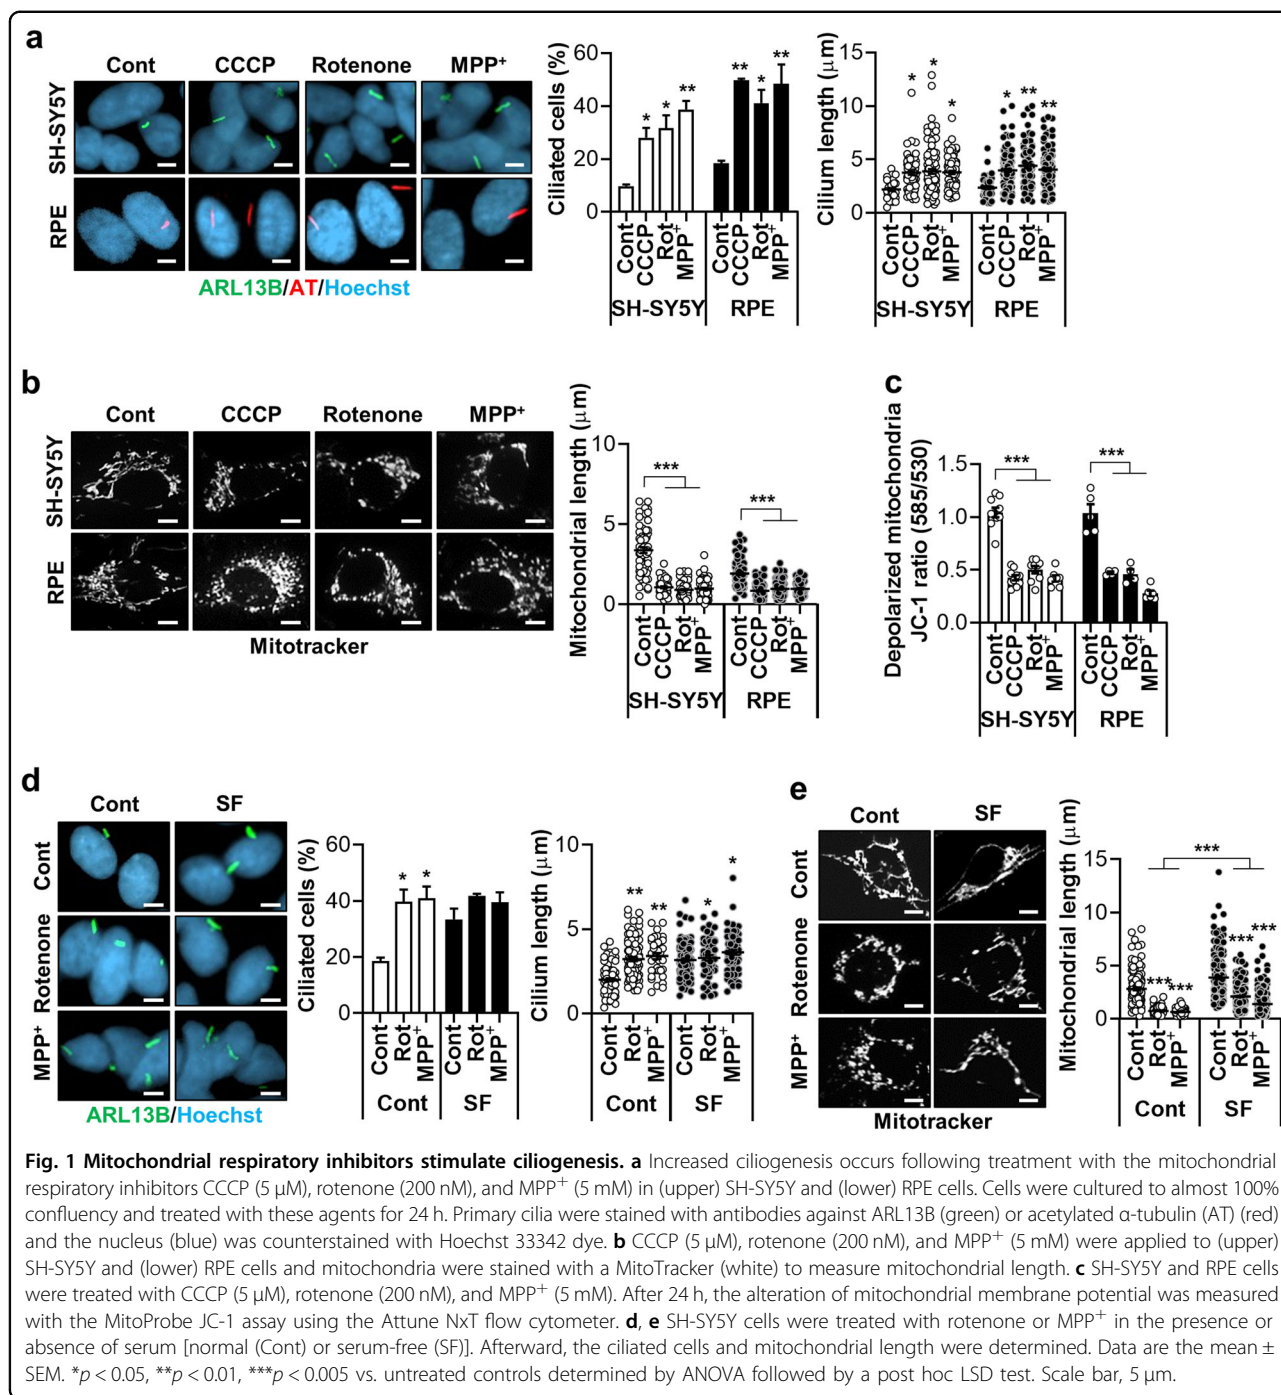 a
Cont CCCP Rotenone MPP⁺
SH-SY5Y
RPE
ARL13B/AT/Hoechst
Ciliated cells (%)
60
40
20
0
** ** * ** * *
Cont CCCP Rot MPP⁺ Cont CCCP Rot MPP⁺
SH-SY5Y RPE
Cilium length (μm)
15
10
5
0
* * * * ** **
Cont CCCP Rot MPP⁺ Cont CCCP Rot MPP⁺
SH-SY5Y RPE
b
Cont CCCP Rotenone MPP⁺
SH-SY5Y
RPE
Mitotracker
Mitochondrial length (μm)
10
5
0
*** ***
Cont CCCP Rot MPP⁺ Cont CCCP Rot MPP⁺
SH-SY5Y RPE
c
Depolarized mitochondria
JC-1 ratio (585/530)
1.5
1.0
0.5
0.0
*** ***
Cont CCCP Rot MPP⁺ Cont CCCP Rot MPP⁺
SH-SY5Y RPE
d
Cont SF
Cont
Rotenone
MPP⁺
ARL13B/Hoechst
Ciliated cells (%)
60
40
20
0
* *
Cont Rot MPP⁺ Cont Rot MPP⁺
Cont SF
Cilium length (μm)
9
6
3
0
** ** * *
Cont Rot MPP⁺ Cont Rot MPP⁺
Cont SF
e
Cont SF
Cont
Rotenone
MPP⁺
Mitotracker
Mitochondrial length (μm)
15
10
5
0
***
*** *** *** ***
Cont Rot MPP⁺ Cont Rot MPP⁺
Cont SF
Fig. 1 Mitochondrial respiratory inhibitors stimulate ciliogenesis. a Increased ciliogenesis occurs following treatment with the mitochondrial
respiratory inhibitors CCCP (5 μM), rotenone (200 nM), and MPP⁺ (5 mM) in (upper) SH-SY5Y and (lower) RPE cells. Cells were cultured to almost 100%
confluency and treated with these agents for 24 h. Primary cilia were stained with antibodies against ARL13B (green) or acetylated α-tubulin (AT) (red)
and the nucleus (blue) was counterstained with Hoechst 33342 dye. b CCCP (5 μM), rotenone (200 nM), and MPP⁺ (5 mM) were applied to (upper)
SH-SY5Y and (lower) RPE cells and mitochondria were stained with a MitoTracker (white) to measure mitochondrial length. c SH-SY5Y and RPE cells
were treated with CCCP (5 μM), rotenone (200 nM), and MPP⁺ (5 mM). After 24 h, the alteration of mitochondrial membrane potential was measured
with the MitoProbe JC-1 assay using the Attune NxT flow cytometer. d, e SH-SY5Y cells were treated with rotenone or MPP⁺ in the presence or
absence of serum [normal (Cont) or serum-free (SF)]. Afterward, the ciliated cells and mitochondrial length were determined. Data are the mean ±
SEM. *p < 0.05, **p < 0.01, ***p < 0.005 vs. untreated controls determined by ANOVA followed by a post hoc LSD test. Scale bar, 5 μm.